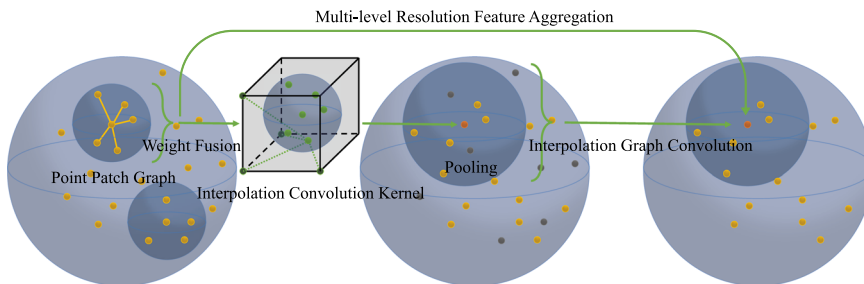 Multi-level Resolution Feature Aggregation
Weight Fusion
Point Patch Graph
Interpolation Convolution Kernel
Pooling
Interpolation Graph Convolution